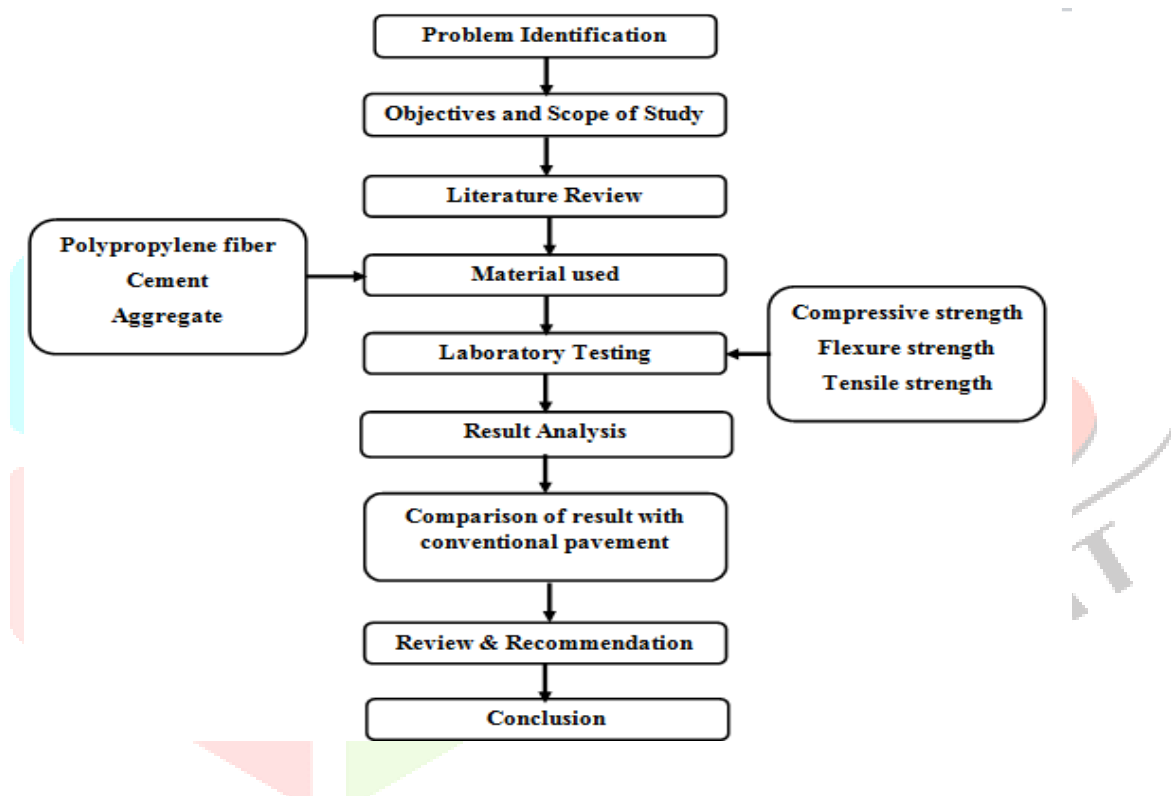 Problem Identification
Objectives and Scope of Study
Literature Review
Polypropylene fiber
Cement
Aggregate
Material used
Compressive strength
Flexure strength
Tensile strength
Laboratory Testing
Result Analysis
Comparison of result with
conventional pavement
Review & Recommendation
Conclusion